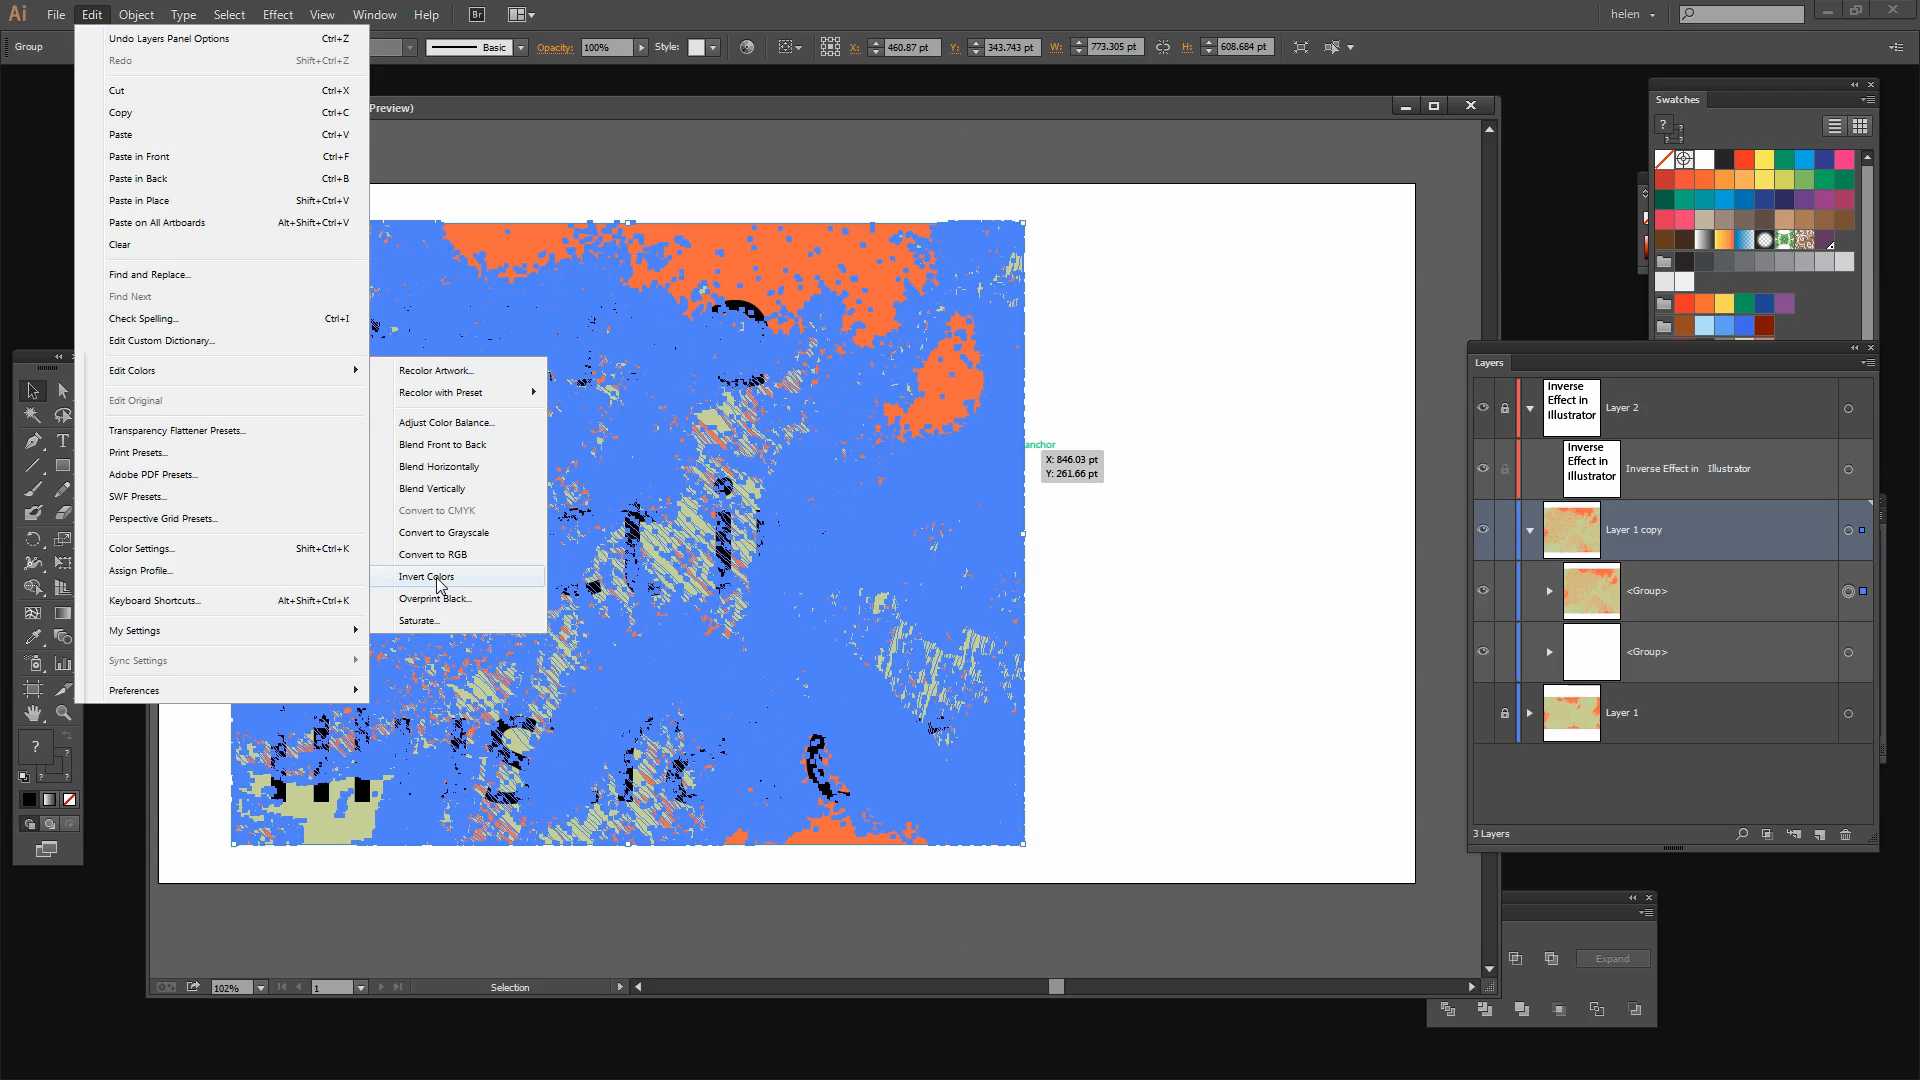 Ai File Edit Object Type Select Effect View Window Help Br helen
Group Basic Opacity: 100% Style: X: 460.87 pt Y: 343.743 pt W: 773.305 pt H: 608.684 pt
Undo Layers Panel Options Ctrl+Z
Redo Shift+Ctrl+Z
Cut Ctrl+X
Copy Ctrl+C
Paste Ctrl+V
Paste in Front Ctrl+F
Paste in Back Ctrl+B
Paste in Place Shift+Ctrl+V
Paste on All Artboards Alt+Shift+Ctrl+V
Clear
Find and Replace...
Find Next
Check Spelling... Ctrl+I
Edit Custom Dictionary...
Edit Colors
Edit Original
Transparency Flattener Presets...
Print Presets...
Adobe PDF Presets...
SWF Presets...
Perspective Grid Presets...
Color Settings... Shift+Ctrl+K
Assign Profile...
Keyboard Shortcuts... Alt+Shift+Ctrl+K
My Settings
Sync Settings
Preferences
Recolor Artwork...
Recolor with Preset
Adjust Color Balance...
Blend Front to Back
Blend Horizontally
Blend Vertically
Convert to CMYK
Convert to Grayscale
Convert to RGB
Invert Colors
Overprint Black...
Saturate...
Preview)
anchor
X: 846.03 pt
Y: 261.66 pt
Swatches
?
Layers
Inverse
Effect in
Illustrator
Layer 2
Inverse
Effect in
Illustrator
Inverse Effect in Illustrator
Layer 1 copy
<Group>
<Group>
Layer 1
3 Layers
Expand
T
?
?
?
102% 1 Selection